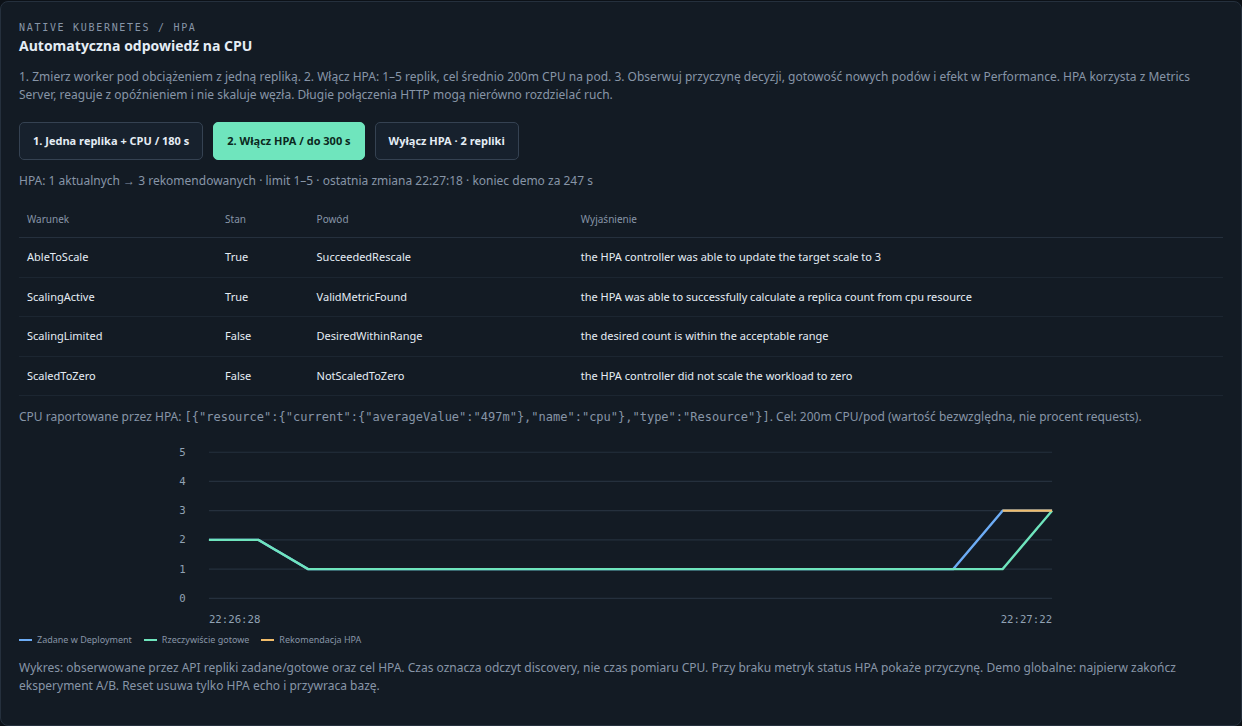 NATIVE KUBERNETES / HPA
Automatyczna odpowiedź na CPU
1. Zmierz worker pod obciążeniem z jedną repliką. 2. Włącz HPA: 1–5 replik, cel średnio 200m CPU na pod. 3. Obserwuj przyczynę decyzji, gotowość nowych podów i efekt w Performance. HPA korzysta z Metrics
Server, reaguje z opóźnieniem i nie skaluje węzła. Długie połączenia HTTP mogą nierówno rozdzielać ruch.
1. Jedna replika + CPU / 180 s
2. Włącz HPA / do 300 s
Wyłącz HPA · 2 repliki
HPA: 1 aktualnych → 3 rekomendowanych · limit 1–5 · ostatnia zmiana 22:27:18 · koniec demo za 247 s
Warunek Stan Powód Wyjaśnienie
AbleToScale True SucceededRescale the HPA controller was able to update the target scale to 3
ScalingActive True ValidMetricFound the HPA was able to successfully calculate a replica count from cpu resource
ScalingLimited False DesiredWithinRange the desired count is within the acceptable range
ScaledToZero False NotScaledToZero the HPA controller did not scale the workload to zero
CPU raportowane przez HPA: [{"resource":{"current":{"averageValue":"497m"},"name":"cpu"},"type":"Resource"}]. Cel: 200m CPU/pod (wartość bezwzględna, nie procent requests).
5
4
3
2
1
0
22:26:28 22:27:22
Zadane w Deployment Rzeczywiście gotowe Rekomendacja HPA
Wykres: obserwowane przez API repliki zadane/gotowe oraz cel HPA. Czas oznacza odczyt discovery, nie czas pomiaru CPU. Przy braku metryk status HPA pokaże przyczynę. Demo globalne: najpierw zakończ
eksperyment A/B. Reset usuwa tylko HPA echo i przywraca bazę.